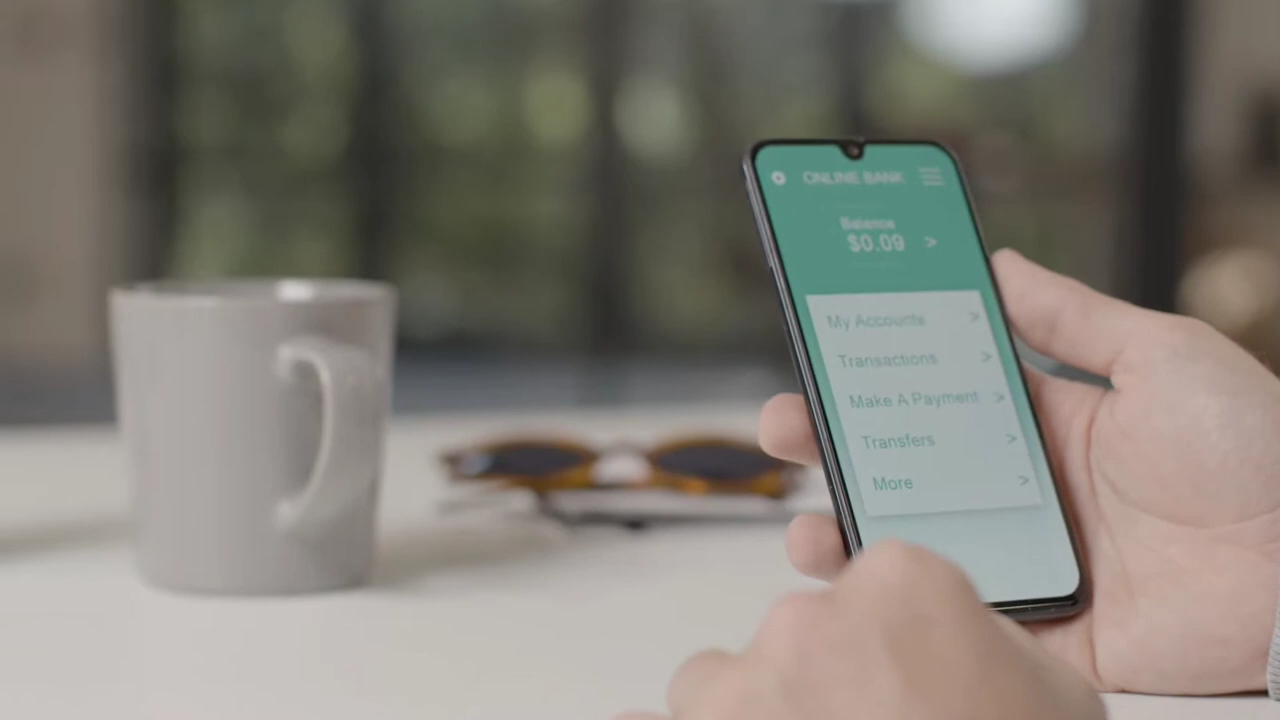 ONLINE BANK
Balance
$0.09 >
My Accounts >
Transactions >
Make A Payment >
Transfers >
More >